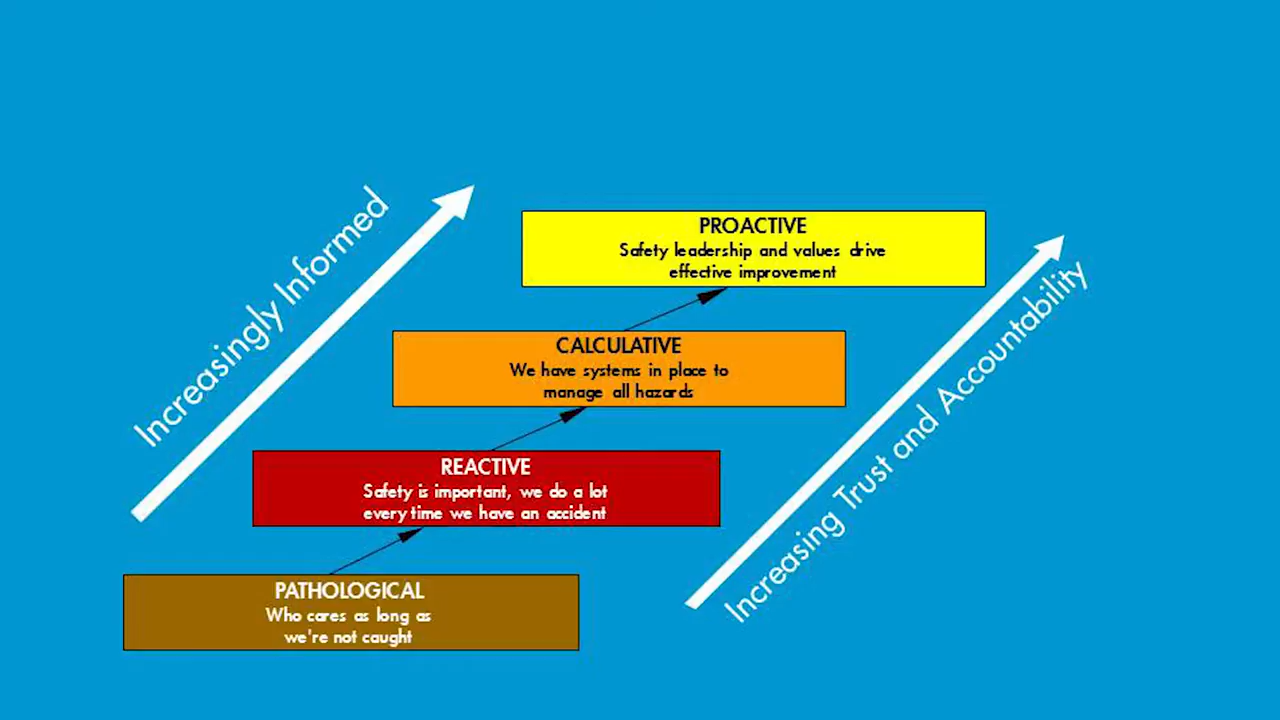 Increasingly Informed
PROACTIVE
Safety leadership and values drive
effective improvement
CALCULATIVE
We have systems in place to
manage all hazards
REACTIVE
Safety is important, we do a lot
every time we have an accident
PATHOLOGICAL
Who cares as long as
we're not caught
Increasing Trust and Accountability